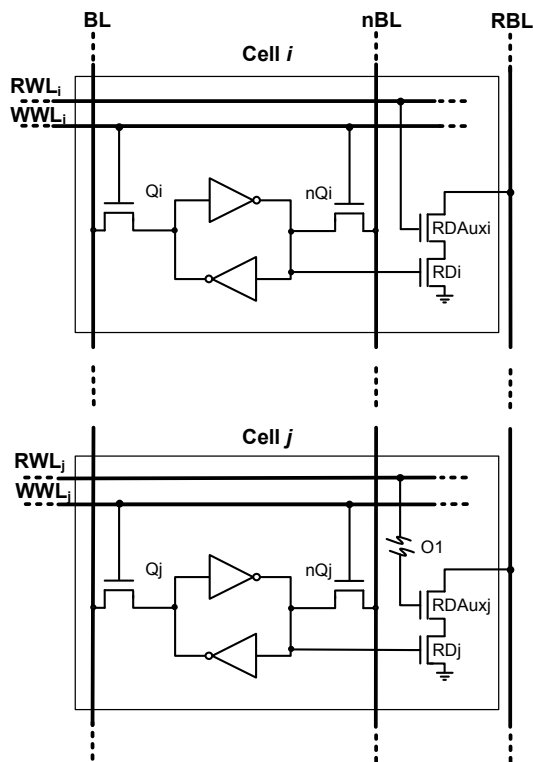 BL nBL RBL
Cell i
RWLi
WWLi
Qi nQi
RDAuxi
RDi
Cell j
RWLj
WWLj
O1
Qj nQj
RDAuxj
RDj